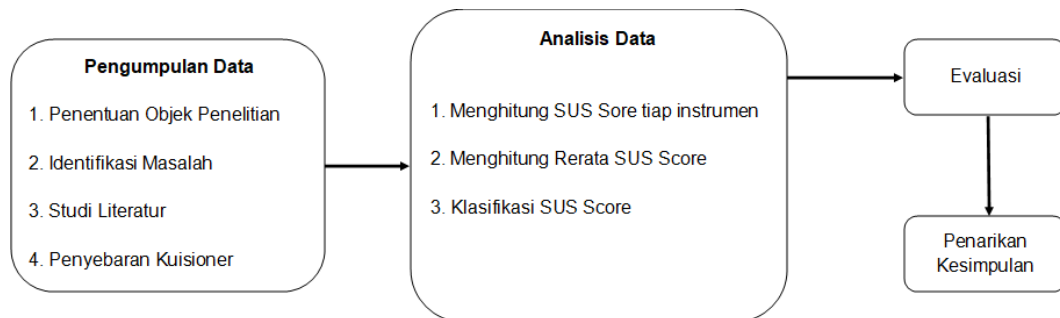 Pengumpulan Data
1. Penentuan Objek Penelitian
2. Identifikasi Masalah
3. Studi Literatur
4. Penyebaran Kuisioner
Analisis Data
1. Menghitung SUS Sore tiap instrumen
2. Menghitung Rerata SUS Score
3. Klasifikasi SUS Score
Evaluasi
Penarikan
Kesimpulan